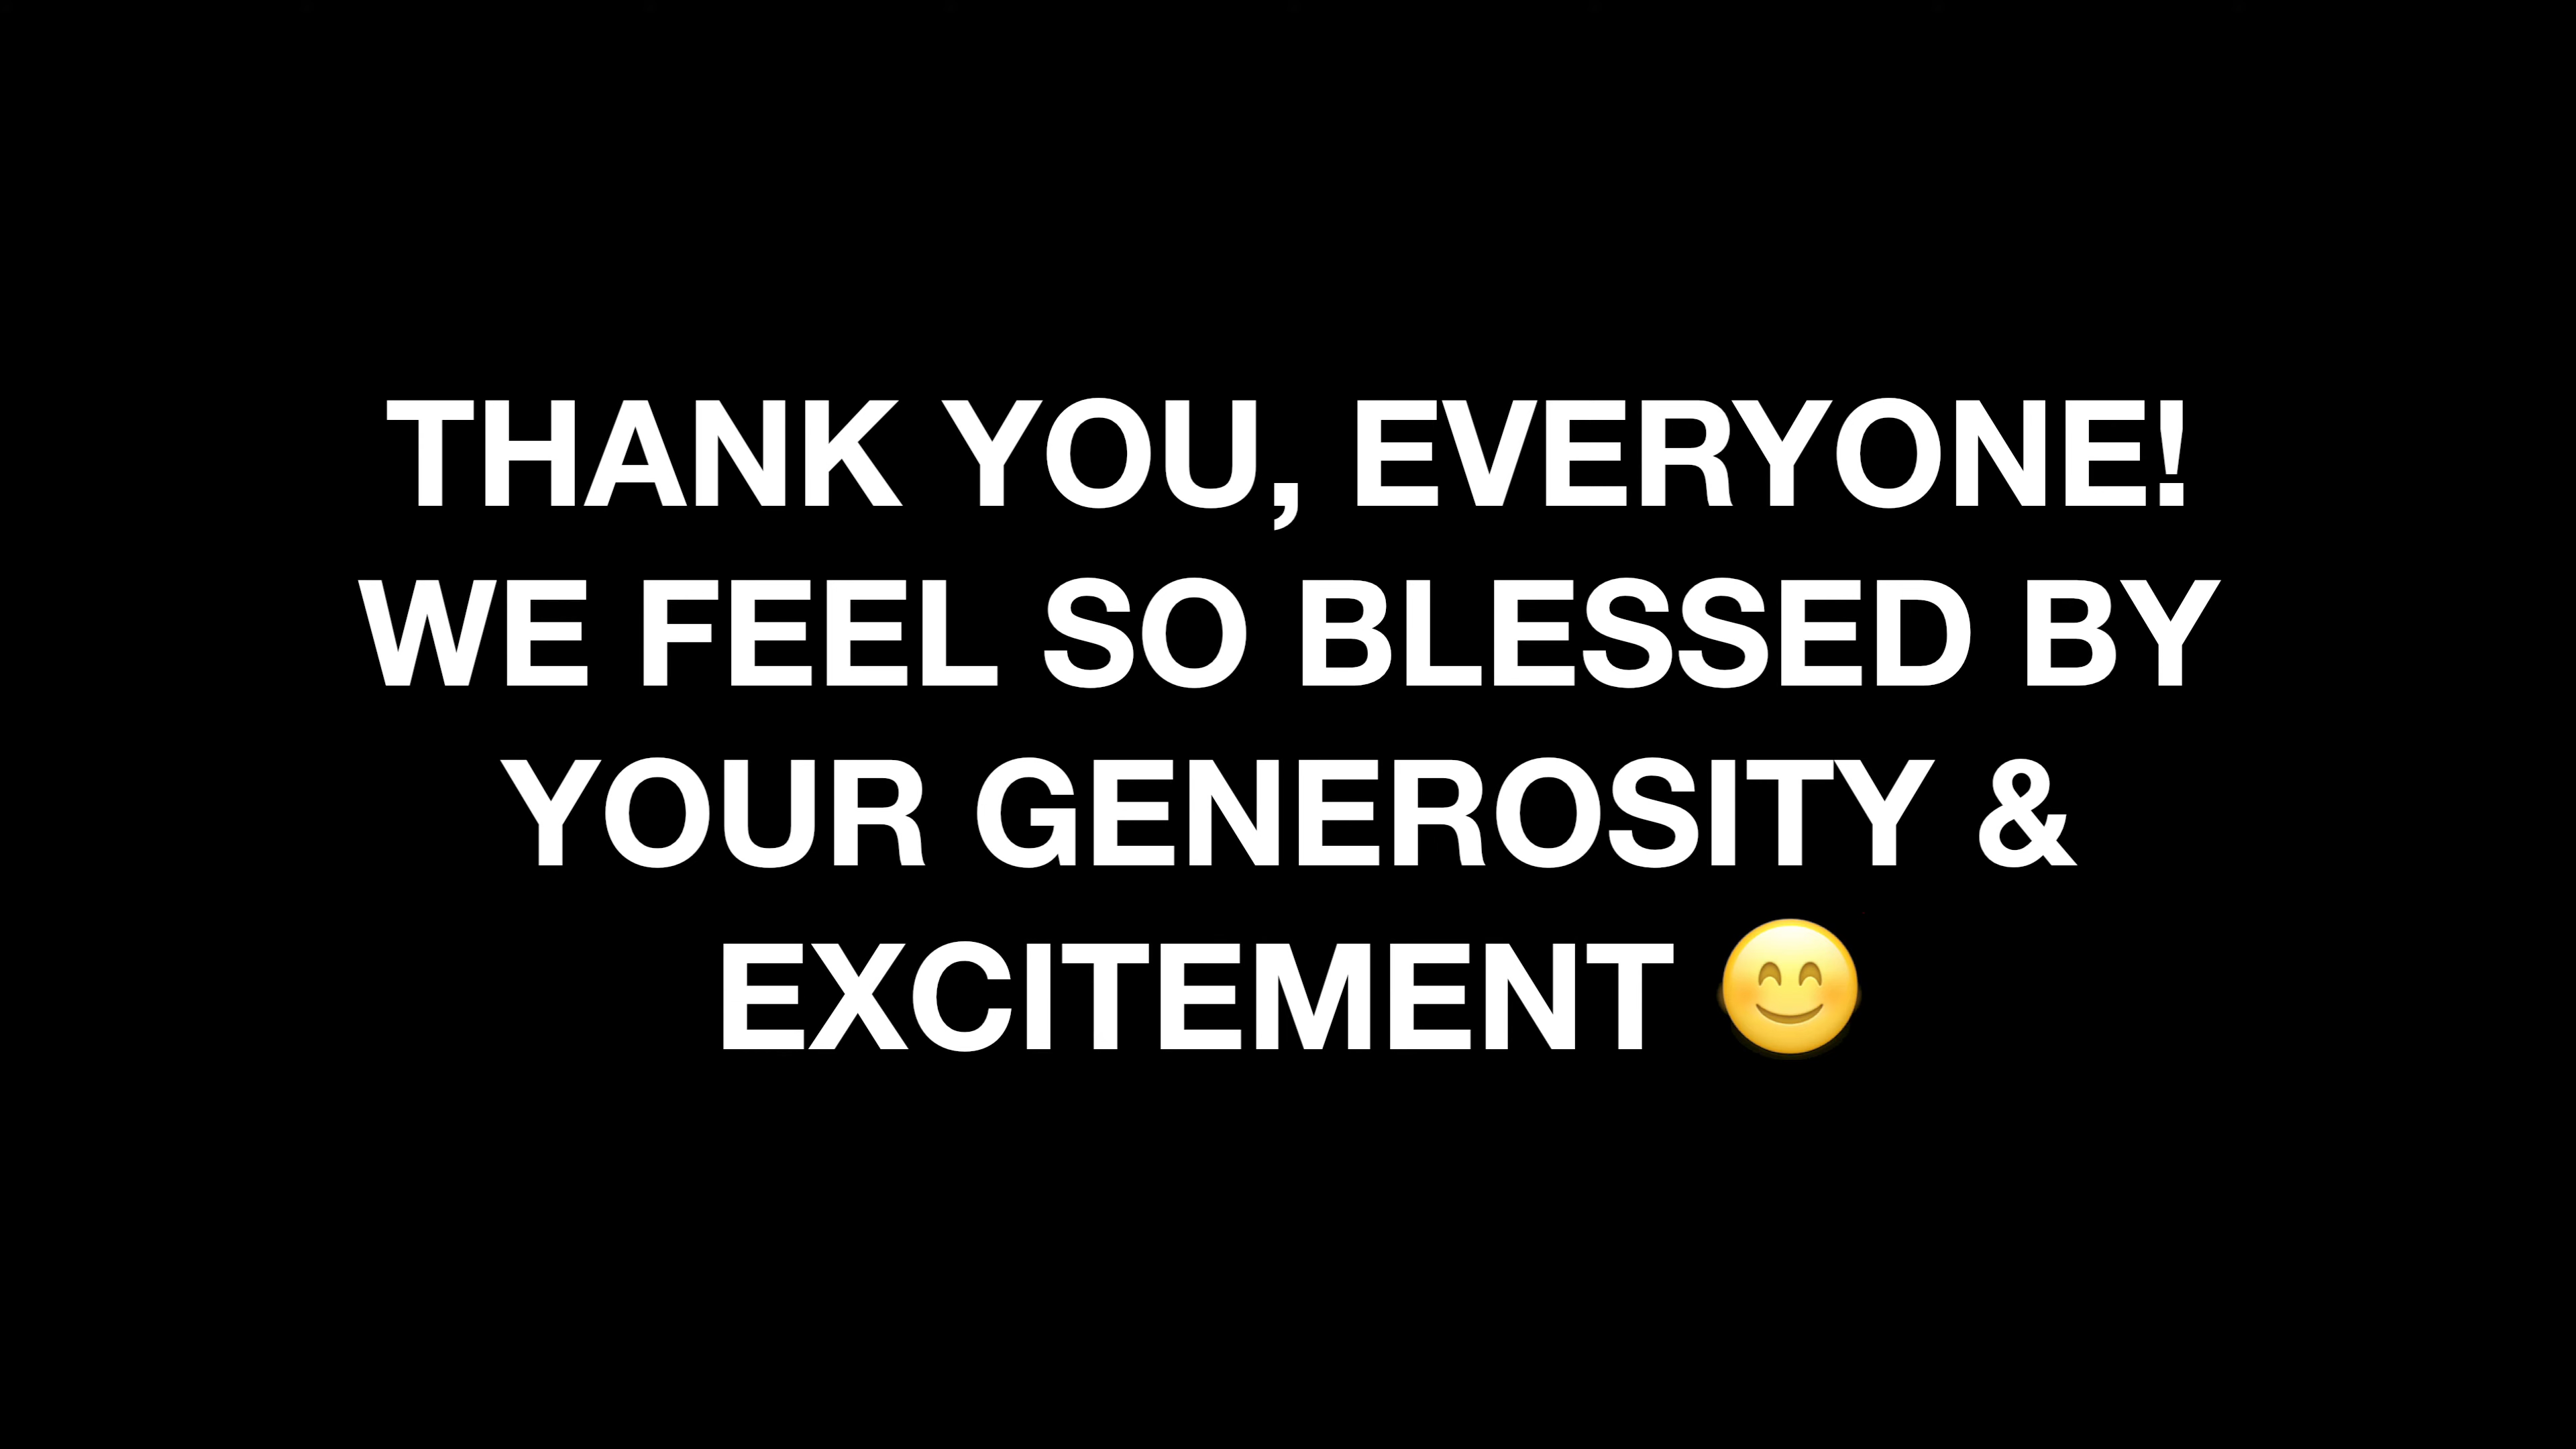 THANK YOU, EVERYONE!
WE FEEL SO BLESSED BY
YOUR GENEROSITY &
EXCITEMENT 😊